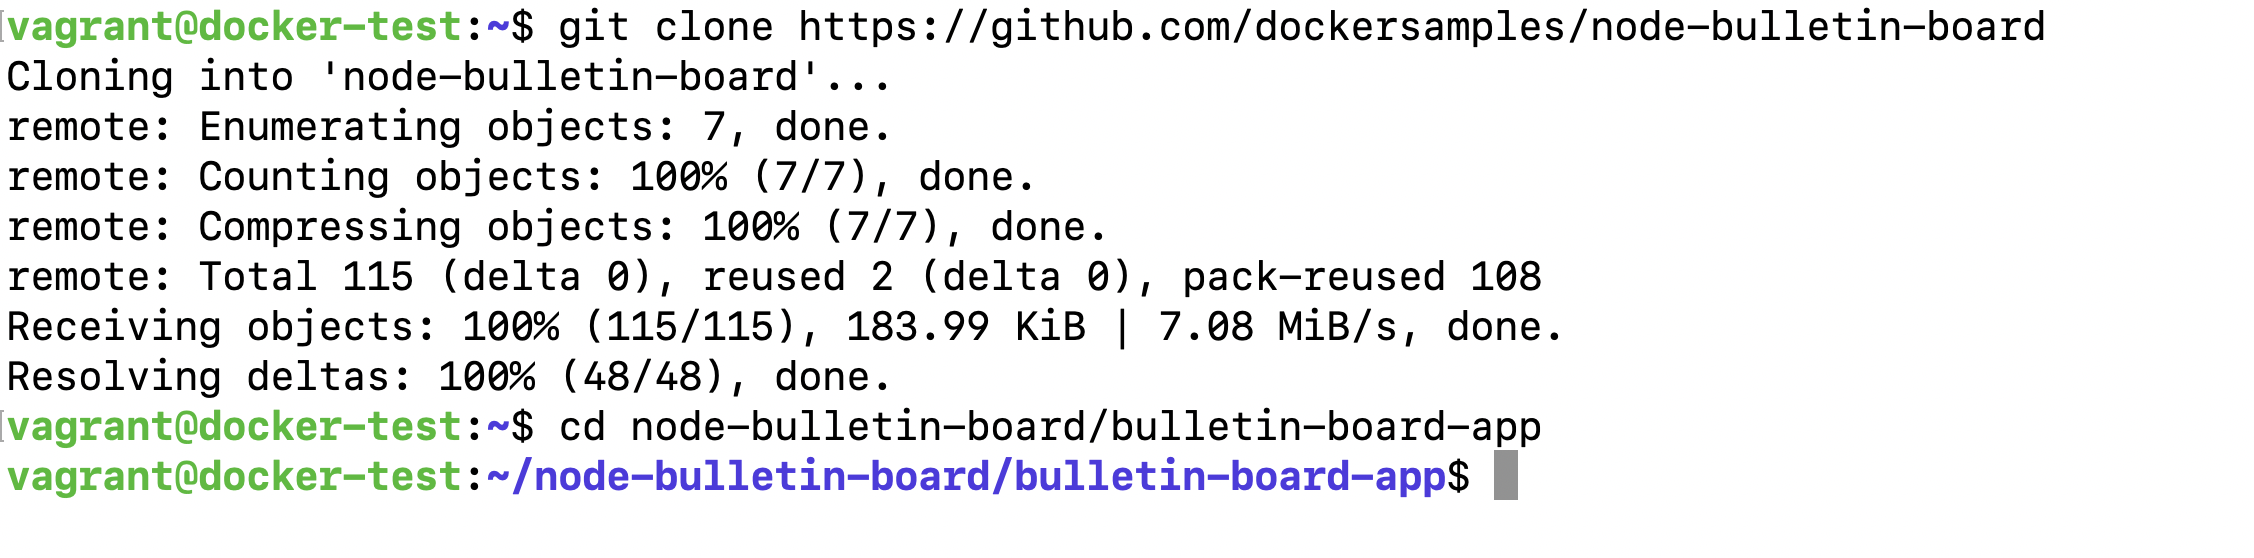 vagrant@docker-test:~$ git clone https://github.com/dockersamples/node-bulletin-board
Cloning into 'node-bulletin-board'...
remote: Enumerating objects: 7, done.
remote: Counting objects: 100% (7/7), done.
remote: Compressing objects: 100% (7/7), done.
remote: Total 115 (delta 0), reused 2 (delta 0), pack-reused 108
Receiving objects: 100% (115/115), 183.99 KiB | 7.08 MiB/s, done.
Resolving deltas: 100% (48/48), done.
vagrant@docker-test:~$ cd node-bulletin-board/bulletin-board-app
vagrant@docker-test:~/node-bulletin-board/bulletin-board-app$